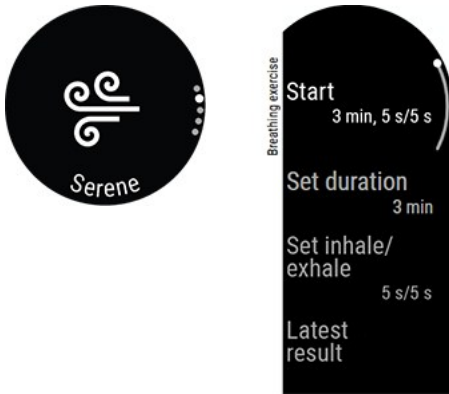 Serene
Breathing exercise
Start
3 min, 5 s/5 s
Set duration
3 min
Set inhale/
exhale
5 s/5 s
Latest
result